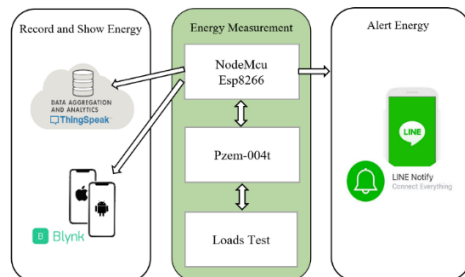 Record and Show Energy
DATA AGGREGATION
AND ANALYTICS
ThingSpeak
Blynk
Energy Measurement
NodeMcu
Esp8266
Pzem-004t
Loads Test
Alert Energy
LINE
LINE Notify
Connect Everything